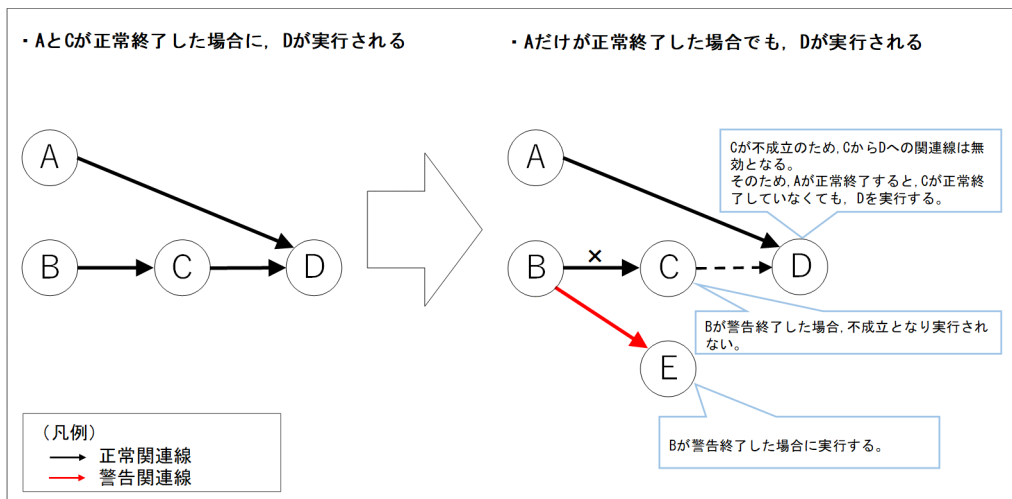 ・AとCが正常終了した場合に，Dが実行される
・Aだけが正常終了した場合でも，Dが実行される
A
B
C
D
A
B
×
C
D
E
Cが不成立のため,CからDへの関連線は無
効となる。
そのため,Aが正常終了すると,Cが正常終
了していなくても，Dを実行する。
Bが警告終了した場合,不成立となり実行され
ない。
Bが警告終了した場合に実行する。
（凡例）
正常関連線
警告関連線